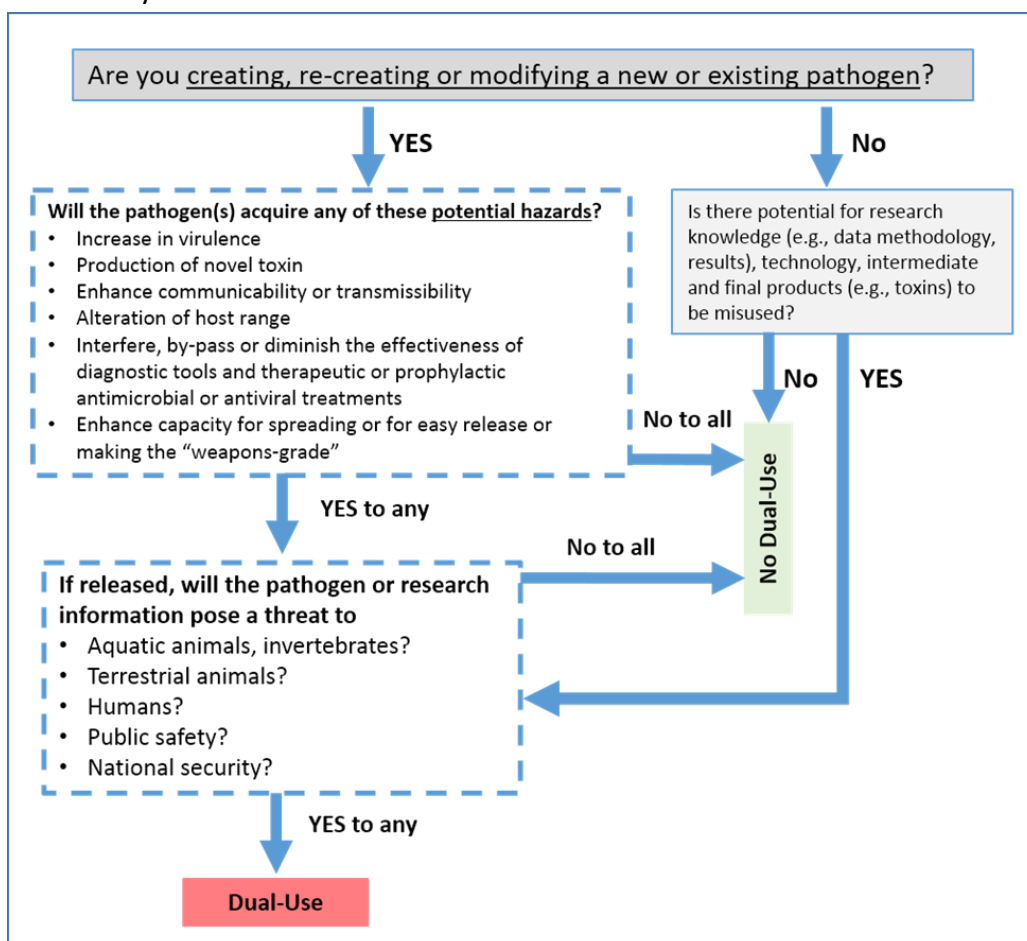 Are you creating, re-creating or modifying a new or existing pathogen?
YES
No
Will the pathogen(s) acquire any of these potential hazards?
• Increase in virulence
• Production of novel toxin
• Enhance communicability or transmissibility
• Alteration of host range
• Interfere, by-pass or diminish the effectiveness of
diagnostic tools and therapeutic or prophylactic
antimicrobial or antiviral treatments
• Enhance capacity for spreading or for easy release or
making the “weapons-grade”
Is there potential for research
knowledge (e.g., data methodology,
results), technology, intermediate
and final products (e.g., toxins) to
be misused?
No
YES
No to all
YES to any
No Dual-Use
If released, will the pathogen or research
information pose a threat to
• Aquatic animals, invertebrates?
• Terrestrial animals?
• Humans?
• Public safety?
• National security?
No to all
YES to any
Dual-Use